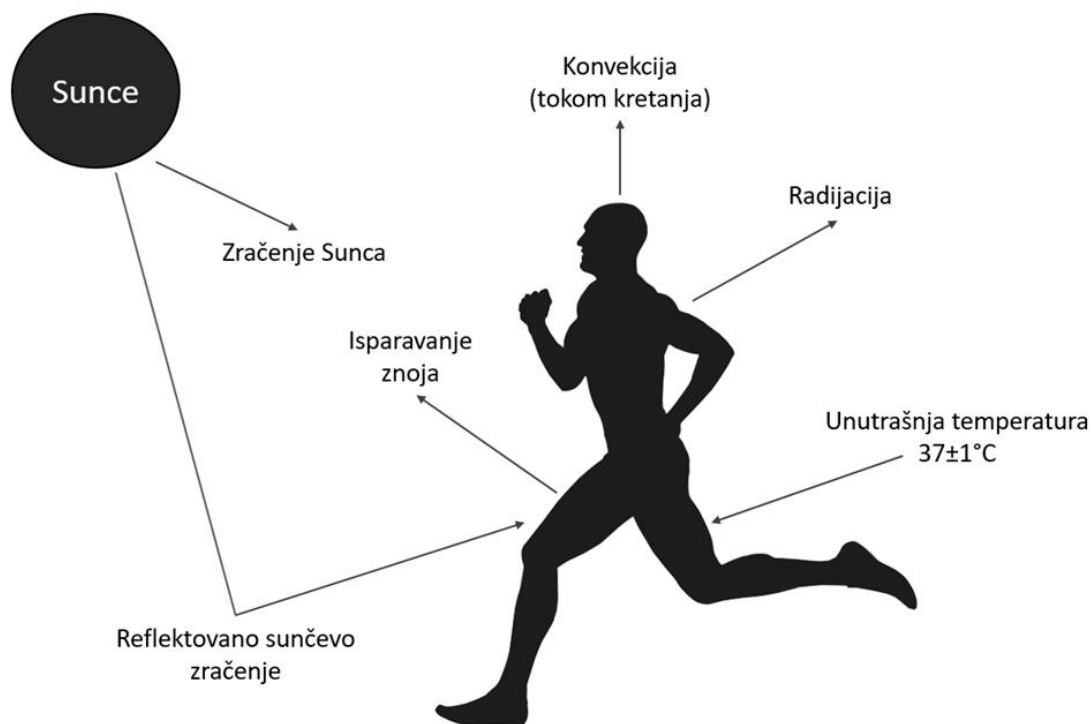 Sunce
Konvekcija
(tokom kretanja)
Radijacija
Zračenje Sunca
Isparavanje
znoja
Unutrašnja temperatura
37±1°C
Reflektovano sunčevo
zračenje